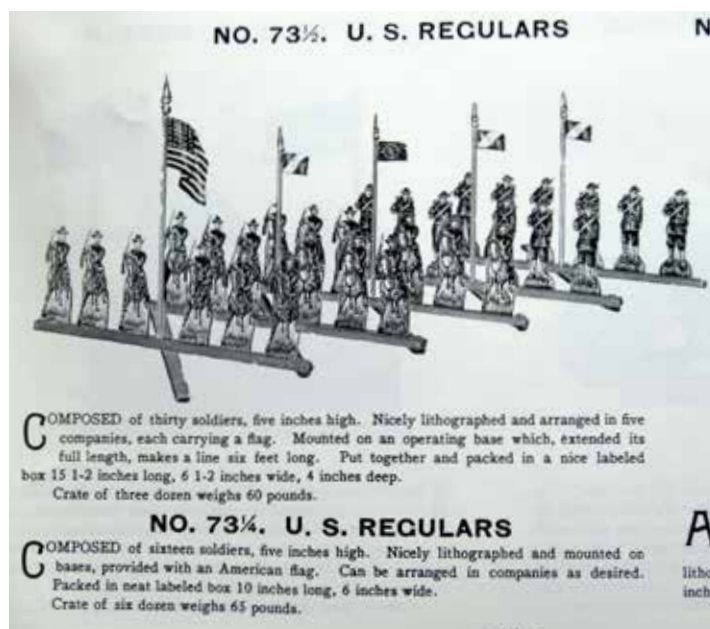 NO. 73½. U. S. REGULARS
N
COMPOSED of thirty soldiers, five inches high. Nicely lithographed and arranged in five
companies, each carrying a flag. Mounted on an operating base which, extended its
full length, makes a line six feet long. Put together and packed in a nice labeled
box 15 1-2 inches long, 6 1-2 inches wide, 4 inches deep.
Crate of three dozen weighs 60 pounds.
NO. 73¼. U. S. REGULARS
COMPOSED of sixteen soldiers, five inches high. Nicely lithographed and mounted on
bases, provided with an American flag. Can be arranged in companies as desired.
Packed in neat labeled box 10 inches long, 6 inches wide.
Crate of six dozen weighs 65 pounds.
A
litho
inch